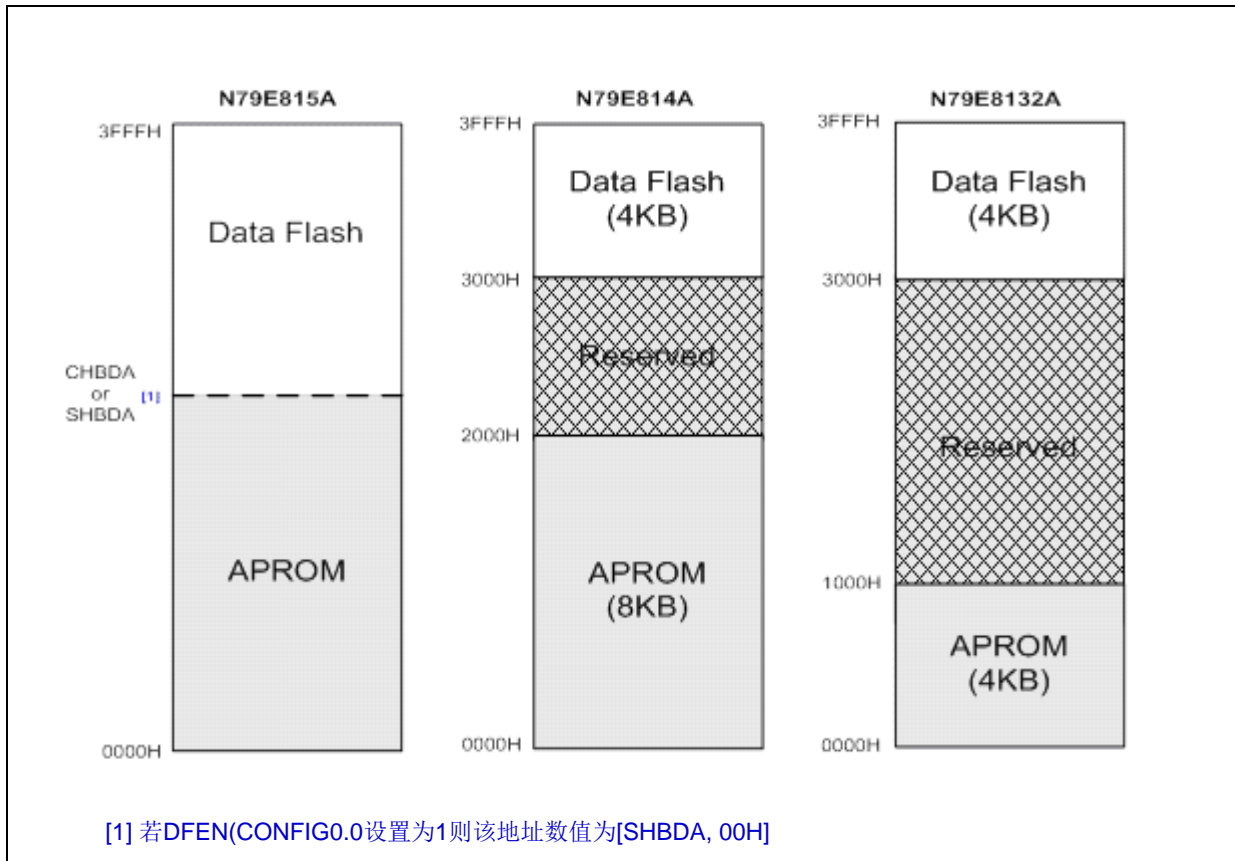 N79E815A
3FFFH
Data Flash
CHBDA
or
SHBDA
[1]
APROM
0000H
N79E814A
3FFFH
Data Flash
(4KB)
3000H
Reserved
2000H
APROM
(8KB)
0000H
N79E8132A
3FFFH
Data Flash
(4KB)
3000H
Reserved
1000H
APROM
(4KB)
0000H
[1] 若DFEN(CONFIG0.0设置为1则该地址数值为[SHBDA, 00H]